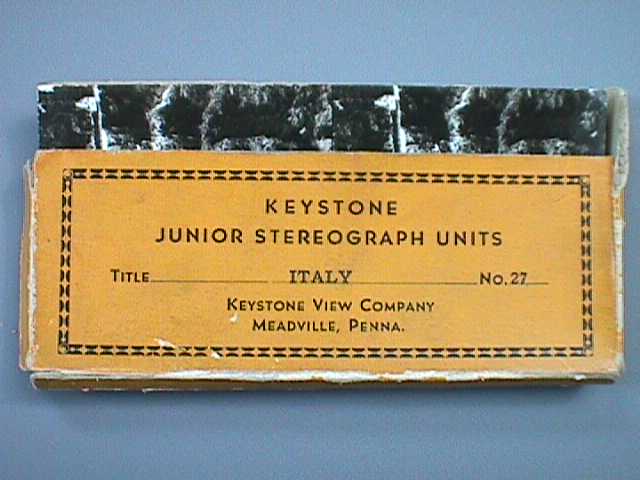 KEYSTONE
JUNIOR STEREOGRAPH UNITS
TITLE ITALY NO. 27
KEYSTONE VIEW COMPANY
MEADVILLE, PENNA.